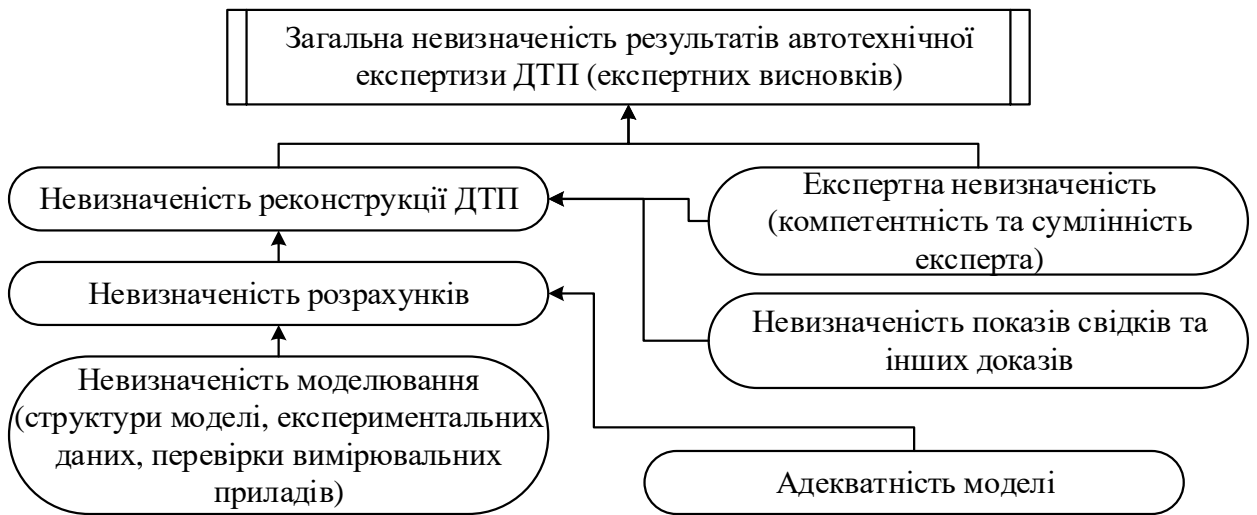 Загальна невизначеність результатів автотехнічної
експертизи ДТП (експертних висновків)
Невизначеність реконструкції ДТП
Експертна невизначеність
(компетентність та сумлінність
експерта)
Невизначеність розрахунків
Невизначеність показів свідків та
інших доказів
Невизначеність моделювання
(структури моделі, експериментальних
даних, перевірки вимірювальних
приладів)
Адекватність моделі